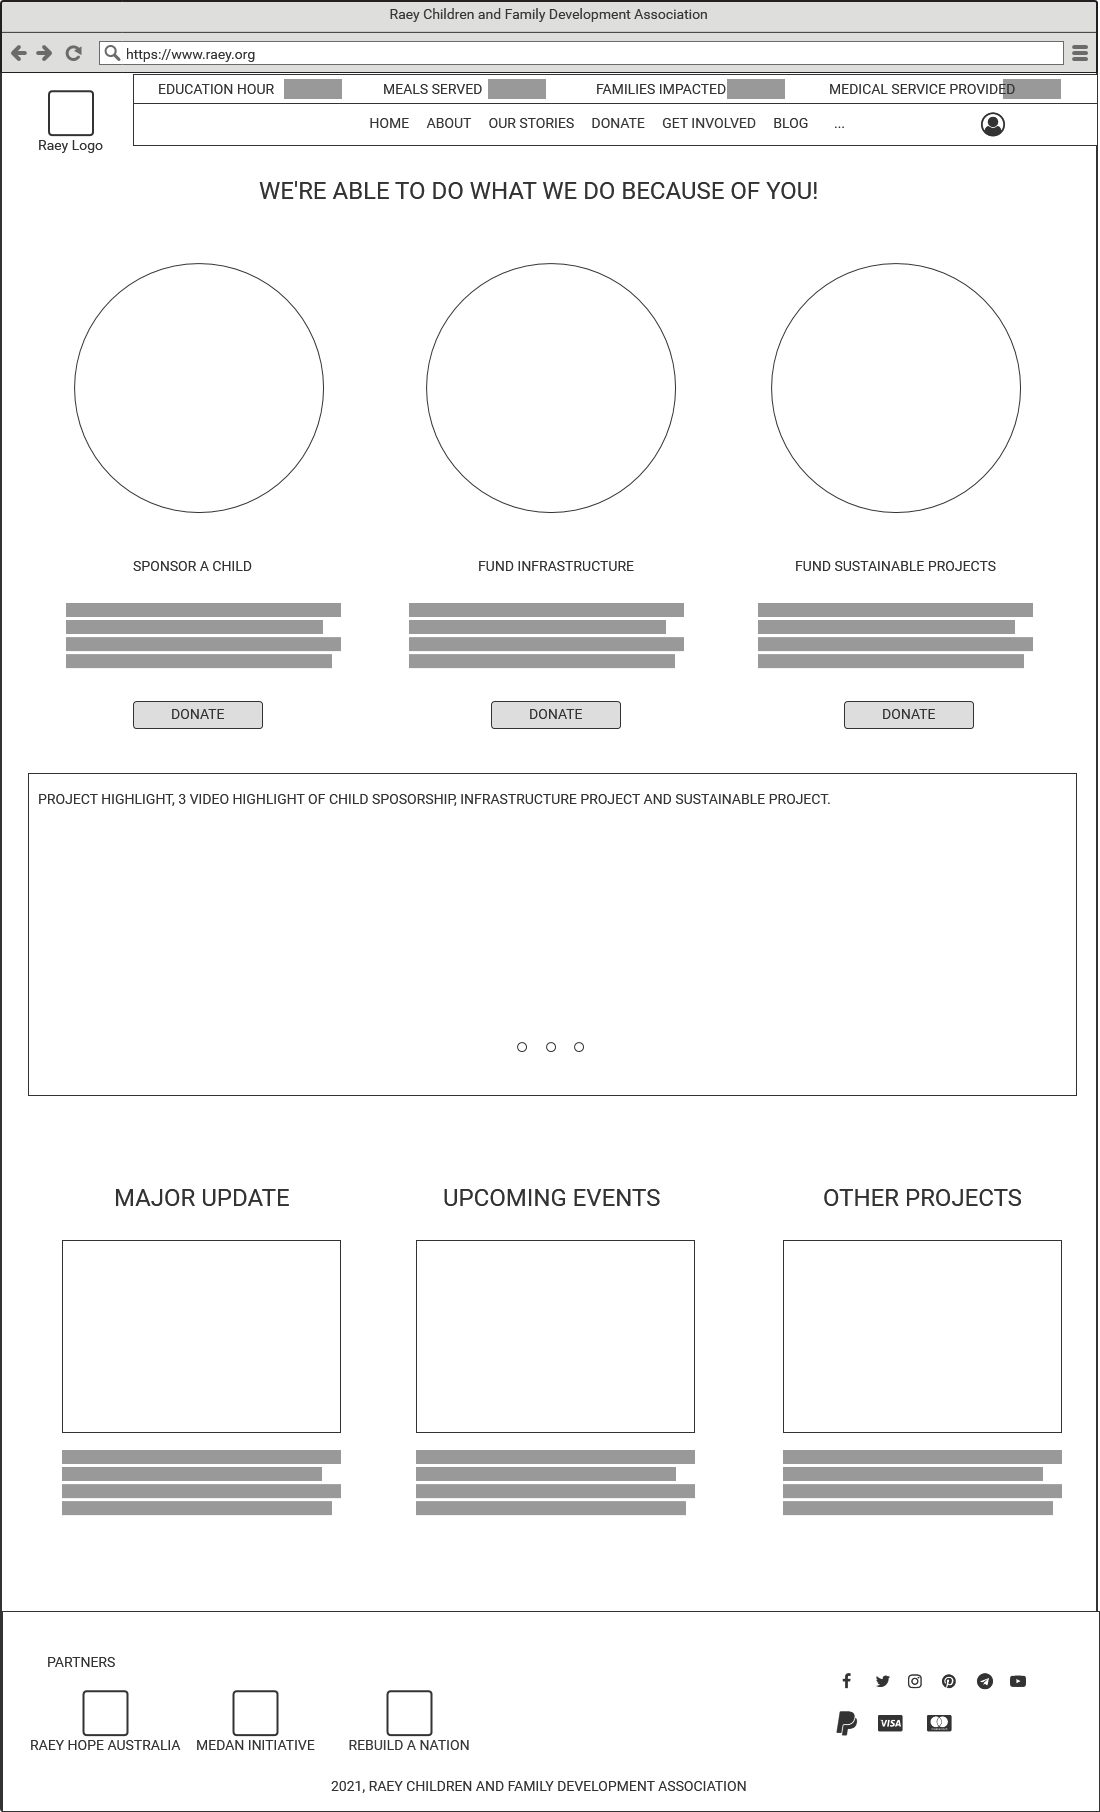 Raey Children and Family Development Association
https://www.raey.org
EDUCATION HOUR MEALS SERVED FAMILIES IMPACTED MEDICAL SERVICE PROVIDED
Raey Logo
HOME ABOUT OUR STORIES DONATE GET INVOLVED BLOG ...
WE'RE ABLE TO DO WHAT WE DO BECAUSE OF YOU!
SPONSOR A CHILD FUND INFRASTRUCTURE FUND SUSTAINABLE PROJECTS
DONATE DONATE DONATE
PROJECT HIGHLIGHT, 3 VIDEO HIGHLIGHT OF CHILD SPOSORSHIP, INFRASTRUCTURE PROJECT AND SUSTAINABLE PROJECT.
MAJOR UPDATE UPCOMING EVENTS OTHER PROJECTS
PARTNERS
VISA
RAEY HOPE AUSTRALIA MEDAN INITIATIVE REBUILD A NATION
2021, RAEY CHILDREN AND FAMILY DEVELOPMENT ASSOCIATION